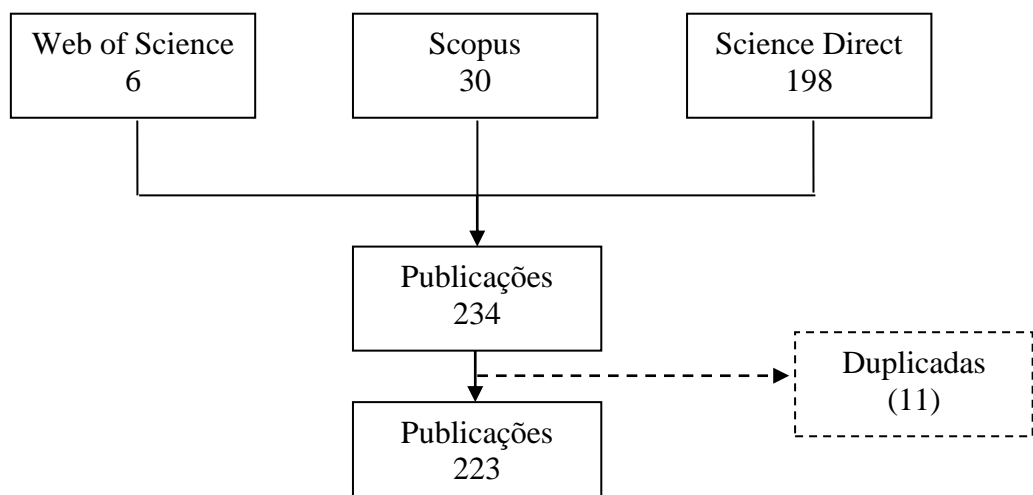 Web of Science
6
Scopus
30
Science Direct
198
Publicações
234
Duplicadas
(11)
Publicações
223